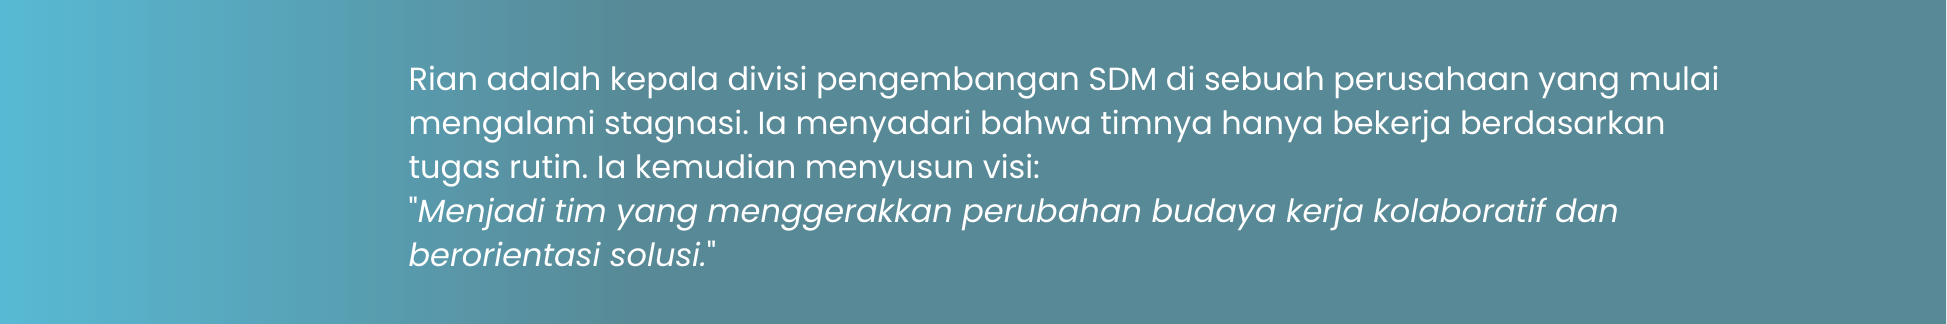 Rian adalah kepala divisi pengembangan SDM di sebuah perusahaan yang mulai
mengalami stagnasi. Ia menyadari bahwa timnya hanya bekerja berdasarkan
tugas rutin. Ia kemudian menyusun visi:
"Menjadi tim yang menggerakkan perubahan budaya kerja kolaboratif dan
berorientasi solusi."